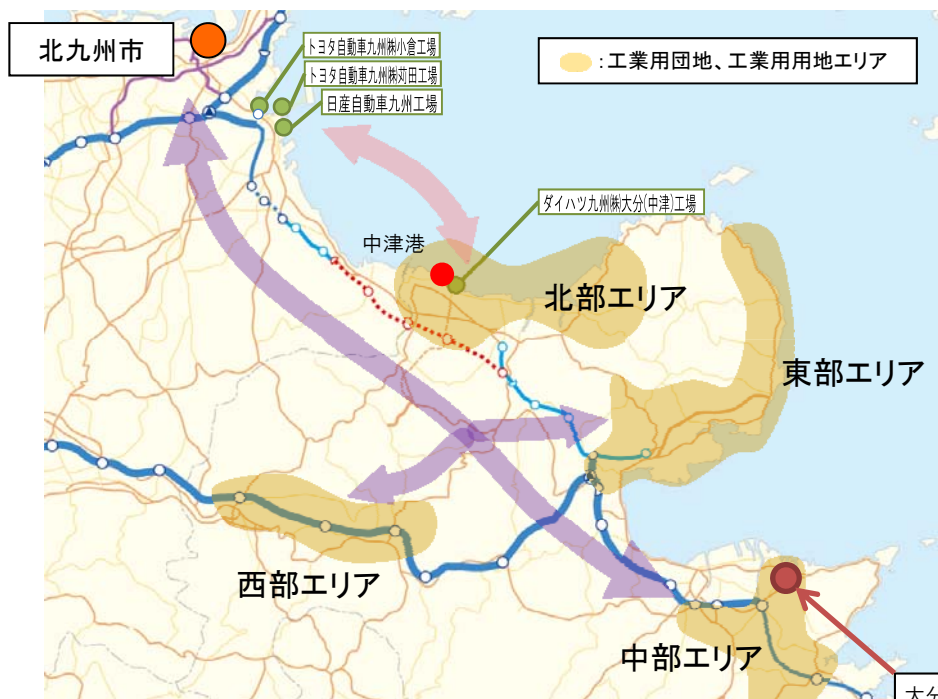 北九州市
トヨタ自動車九州㈱小倉工場
トヨタ自動車九州㈱苅田工場
日産自動車九州工場
：工業用団地、工業用用地エリア
ダイハツ九州㈱大分(中津)工場
中津港
北部エリア
東部エリア
西部エリア
中部エリア
大分